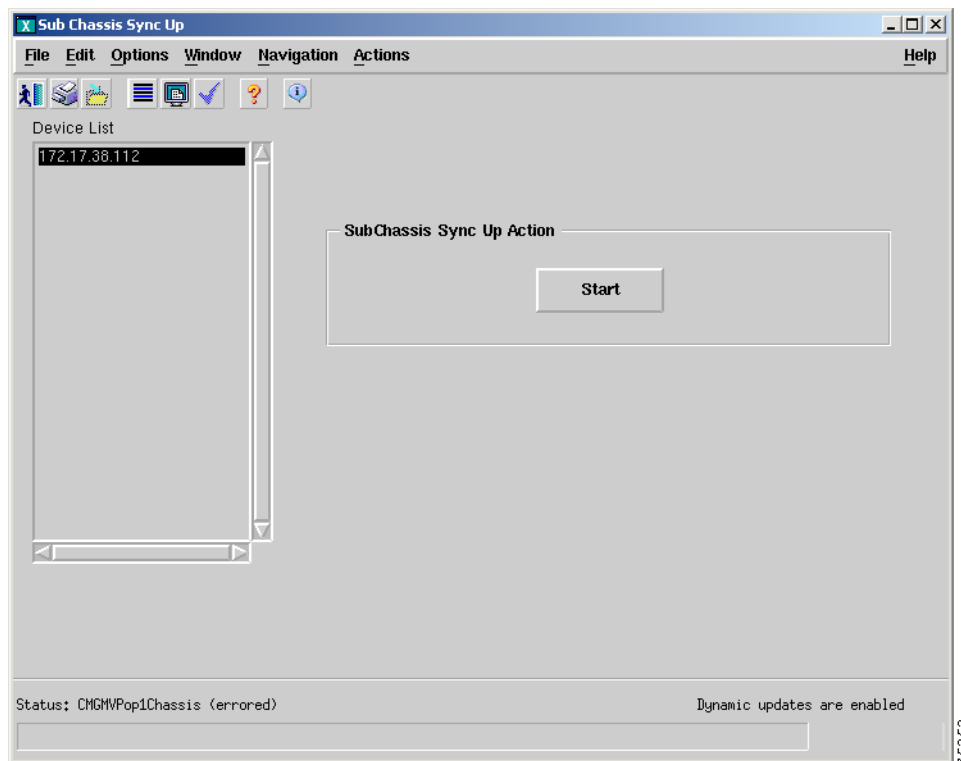 Sub Chassis Sync Up
File Edit Options Window Navigation Actions Help
Device List
172.17.38.112
SubChassis Sync Up Action
Start
Status: CMGMVPop1Chassis (errored) Dynamic updates are enabled